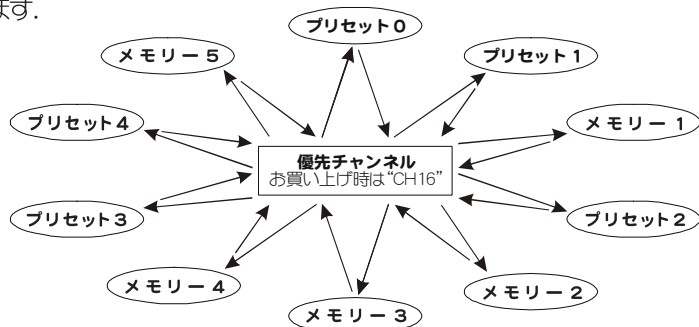 ます.
プリセット0
メモリー5
プリセット1
プリセット4
メモリー1
優先チャンネル
お買い上げ時は“CH16”
プリセット3
プリセット2
メモリー4
メモリー2
メモリー3